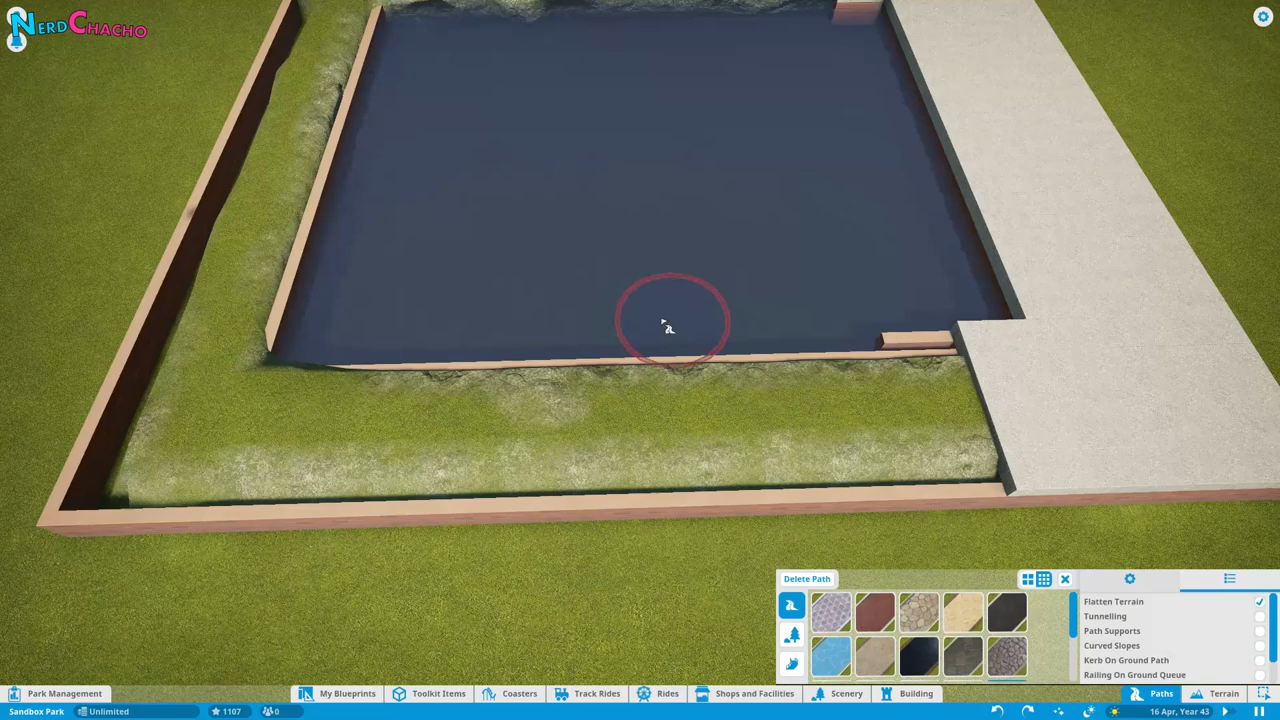 NERDCHACHO
Delete Path
Flatten Terrain
Tunnelling
Path Supports
Curved Slopes
Kerb On Ground Path
Railing On Ground Queue
Park Management
My Blueprints
Toolkit Items
Coasters
Track Rides
Rides
Shops and Facilities
Scenery
Building
Paths
Terrain
Sandbox Park
Unlimited
1107
0
16 Apr, Year 43